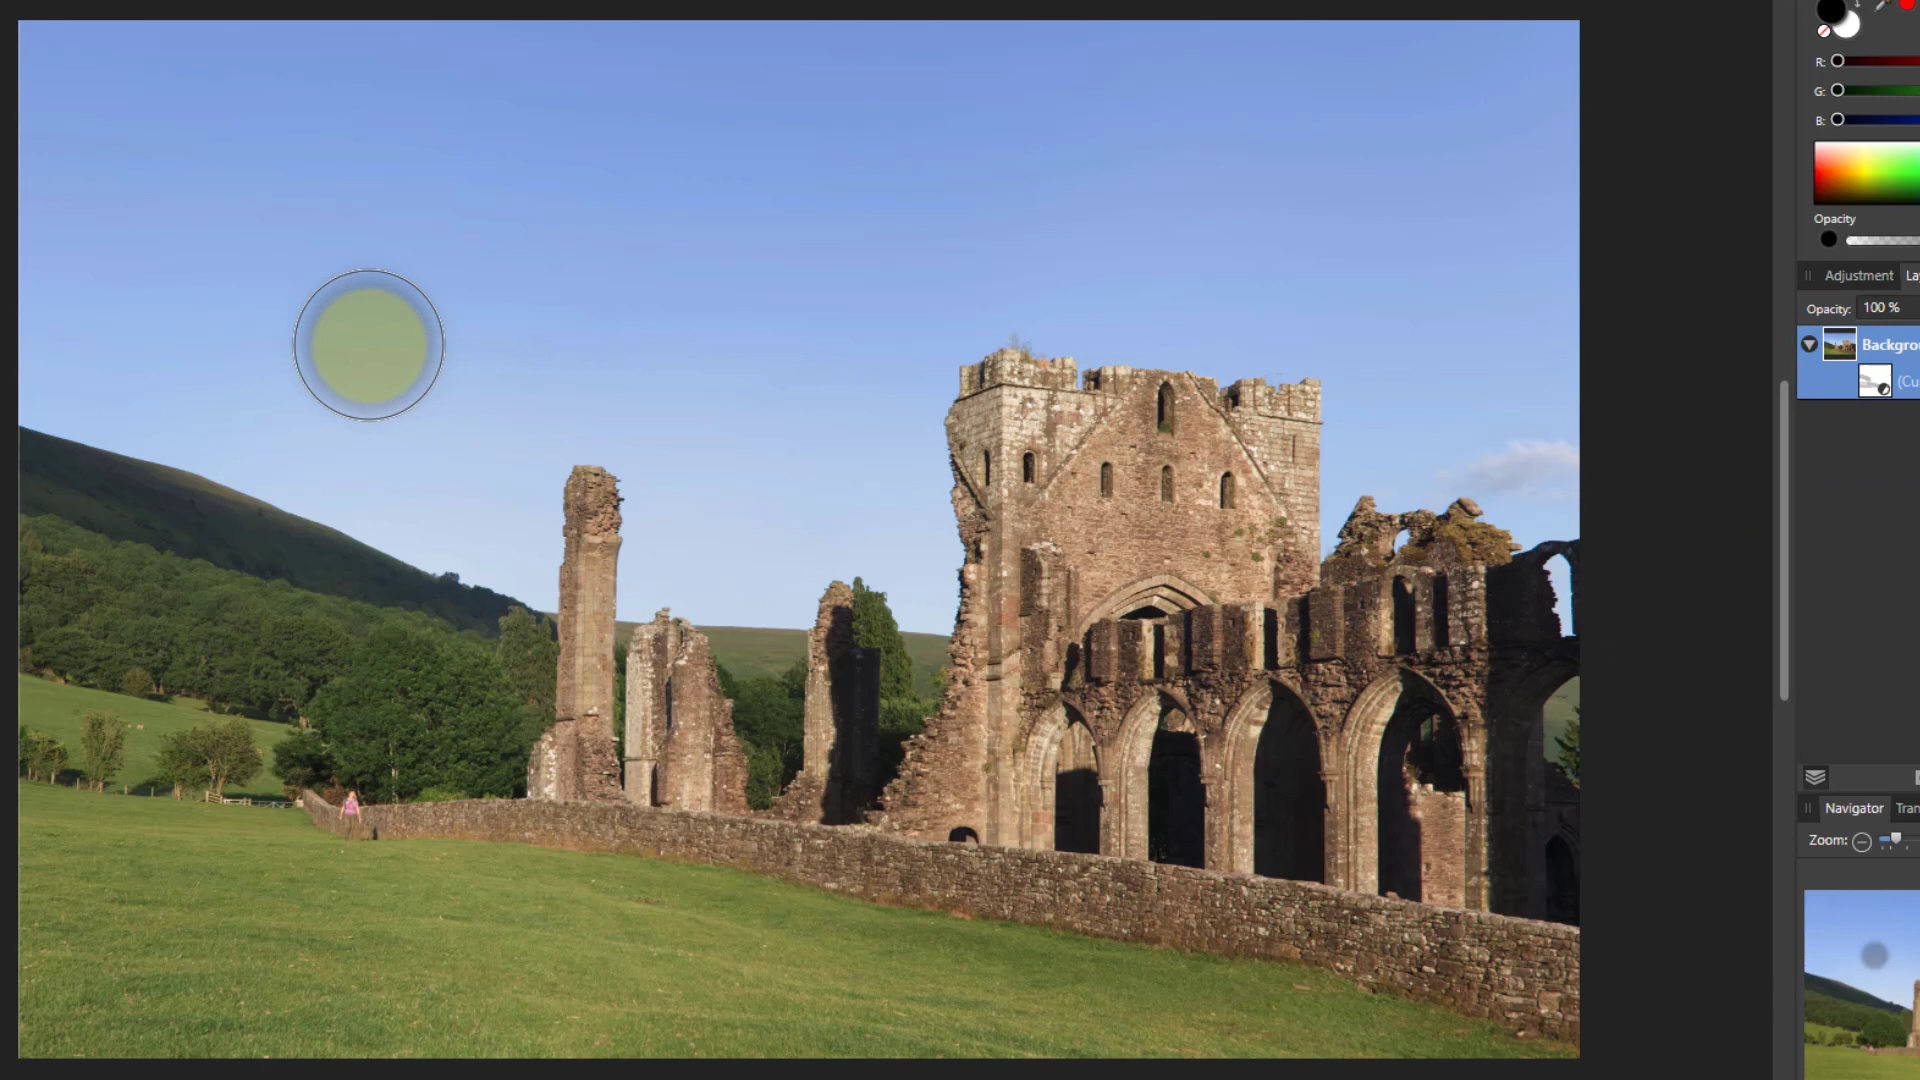 R:
G:
B:
Opacity
Adjustment
Opacity: 100 %
Navigator
Zoom: